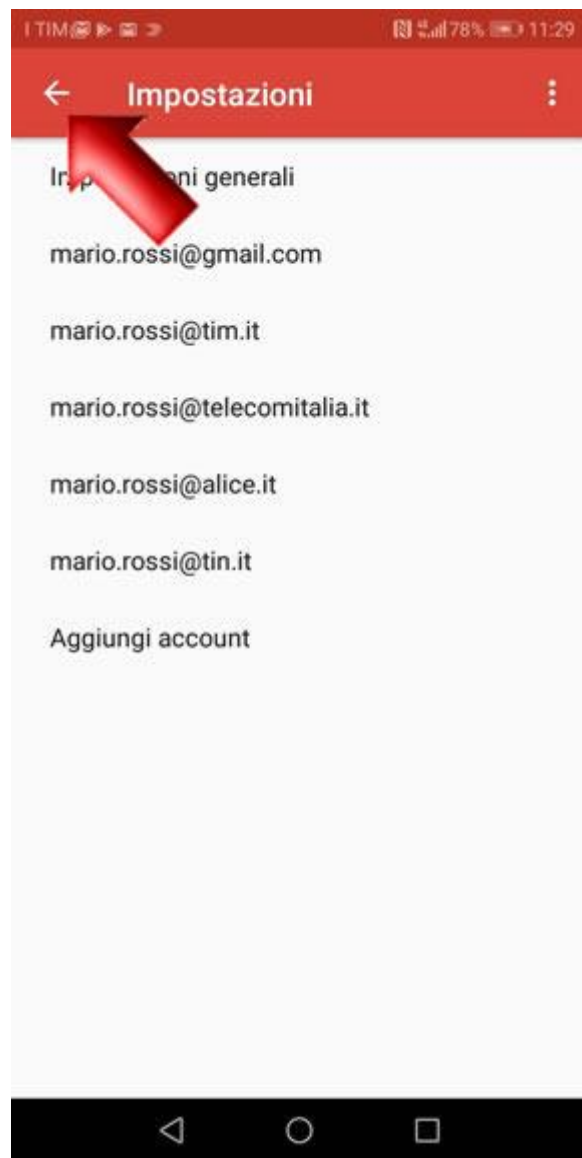 I TIM 78% 11:29
Impostazioni
generali
mario.rossi@gmail.com
mario.rossi@tim.it
mario.rossi@telecomitalia.it
mario.rossi@alice.it
mario.rossi@tin.it
Aggiungi account